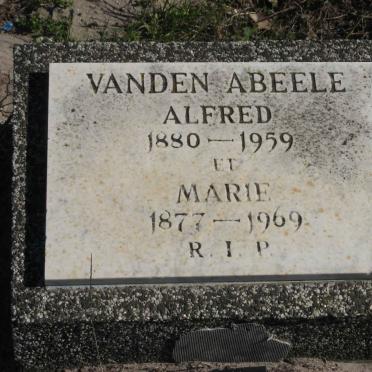 VANDEN ABEELE
ALFRED
1880 — 1959
ET
MARIE
1877 — 1969
R. I. P